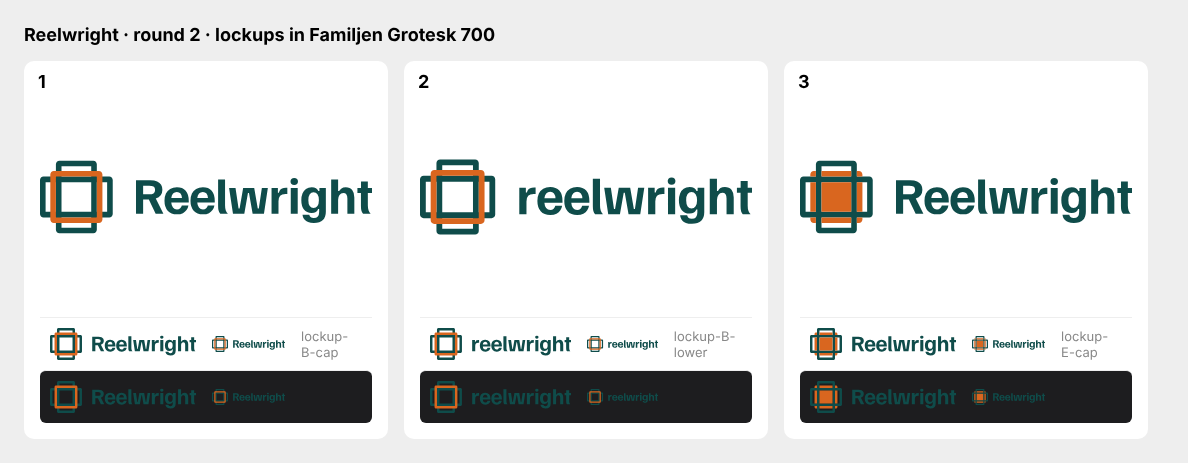 Reelwright · round 2 · lockups in Familjen Grotesk 700
1
Reelwright
Reelwright Reelwright lockup-
B-cap
Reelwright Reelwright
2
reelwright
reelwright reelwright lockup-B-
lower
reelwright reelwright
3
Reelwright
Reelwright Reelwright lockup-
E-cap
Reelwright Reelwright